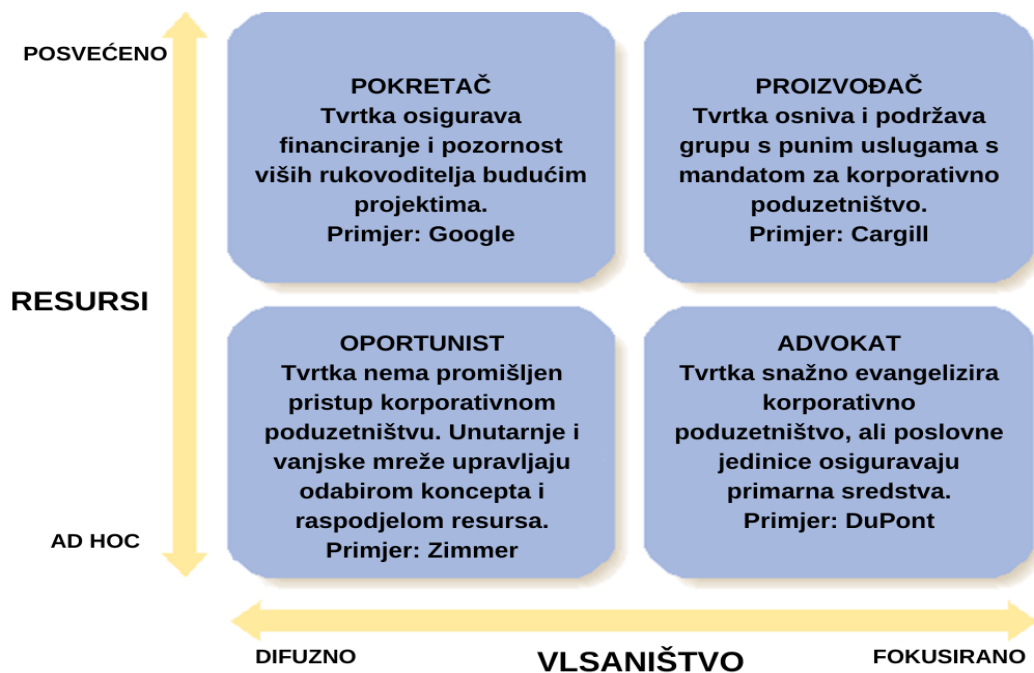 POSVEĆENO
POKRETAČ
Tvrtka osigurava
financiranje i pozornost
viših rukovoditelja budućim
projektima.
Primjer: Google
PROIZVOĐAČ
Tvrtka osniva i podržava
grupu s punim uslugama s
mandatom za korporativno
poduzetništvo.
Primjer: Cargill
RESURSI
OPORTUNIST
Tvrtka nema promišljen
pristup korporativnom
poduzetništvu. Unutarnje i
vanjske mreže upravljaju
odabirom koncepta i
raspodjelom resursa.
Primjer: Zimmer
ADVOKAT
Tvrtka snažno evangelizira
korporativno
poduzetništvo, ali poslovne
jedinice osiguravaju
primarna sredstva.
Primjer: DuPont
AD HOC
DIFUZNO
VLSANIŠTVO
FOKUSIRANO